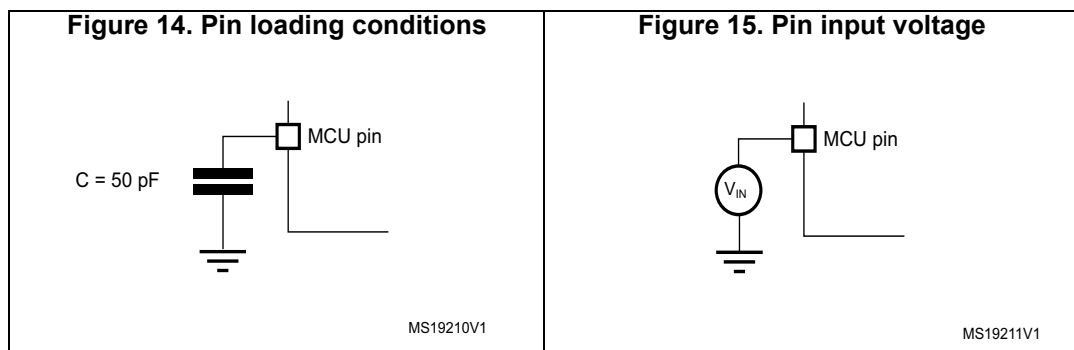 Figure 14. Pin loading conditions
MCU pin
C = 50 pF
MS19210V1
Figure 15. Pin input voltage
MCU pin
VIN
MS19211V1